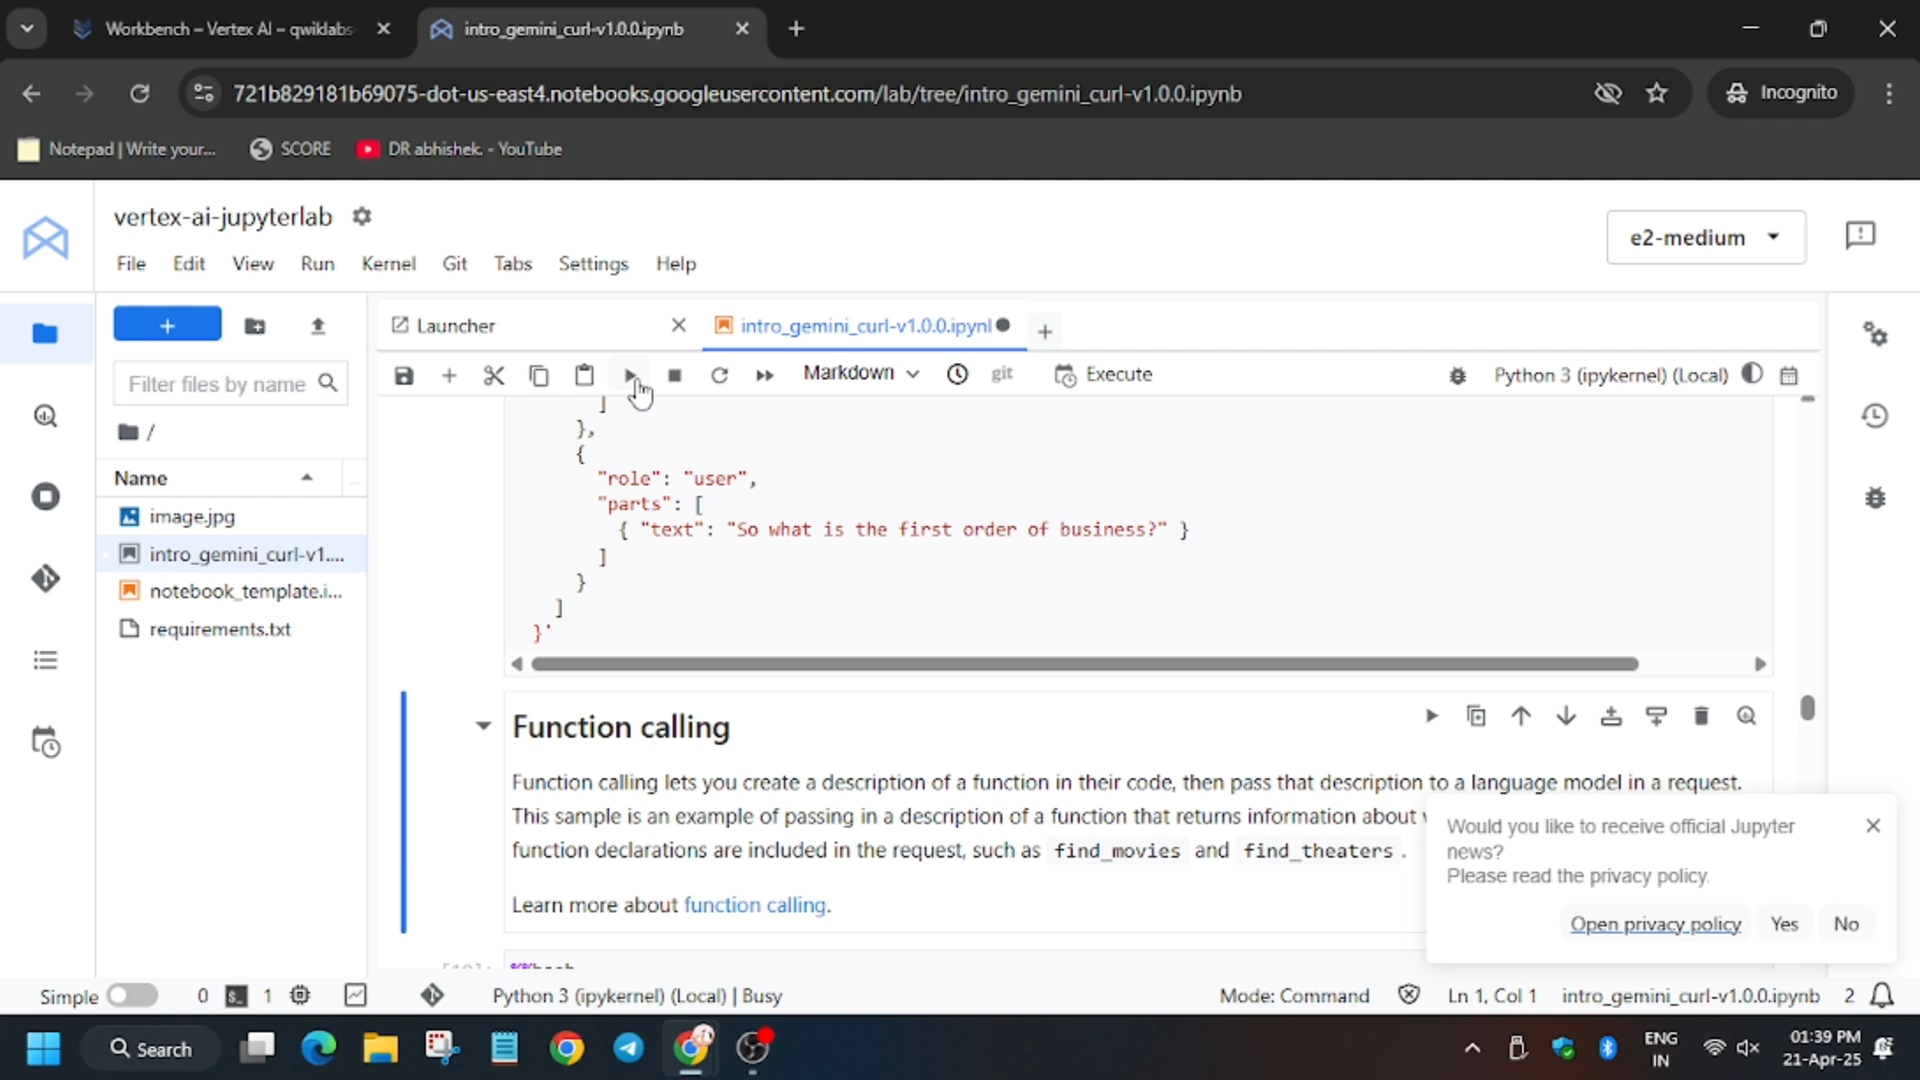 Workbench – Vertex AI – qwiklabs-
intro_gemini_curl-v1.0.0.ipynb
721b829181b69075-dot-us-east4.notebooks.googleusercontent.com/lab/tree/intro_gemini_curl-v1.0.0.ipynb
Incognito
Notepad | Write your...
SCORE
DR abhishek. - YouTube
vertex-ai-jupyterlab
e2-medium
File Edit View Run Kernel Git Tabs Settings Help
Launcher
intro_gemini_curl-v1.0.0.ipynl
Filter files by name
Markdown
git
Execute
Python 3 (ipykernel) (Local)
/
Name
...
image.jpg
intro_gemini_curl-v1....
notebook_template.i...
requirements.txt
]
},
{
"role": "user",
"parts": [
{ "text": "So what is the first order of business?" }
]
}
]
}'
Function calling
Function calling lets you create a description of a function in their code, then pass that description to a language model in a request.
This sample is an example of passing in a description of a function that returns information about
function declarations are included in the request, such as find_movies and find_theaters .
Learn more about function calling.
%%bash
Would you like to receive official Jupyter
news?
Please read the privacy policy.
Open privacy policy Yes No
Simple 0 1 Python 3 (ipykernel) (Local) | Busy Mode: Command Ln 1, Col 1 intro_gemini_curl-v1.0.0.ipynb 2
Search
ENG
IN
01:39 PM
21-Apr-25